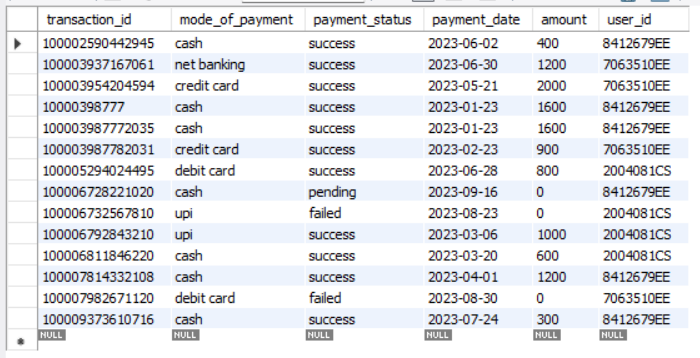 transaction_id mode_of_payment payment_status payment_date amount user_id
100002590442945 cash success 2023-06-02 400 8412679EE
100003937167061 net banking success 2023-06-30 1200 7063510EE
100003954204594 credit card success 2023-05-21 2000 7063510EE
10000398777 cash success 2023-01-23 1600 8412679EE
100003987772035 cash success 2023-01-23 1600 8412679EE
100003987782031 credit card success 2023-02-23 900 7063510EE
100005294024495 debit card success 2023-06-28 800 2004081CS
100006728221020 cash pending 2023-09-16 0 8412679EE
100006732567810 upi failed 2023-08-23 0 2004081CS
100006792843210 upi success 2023-03-06 1000 2004081CS
100006811846220 cash success 2023-03-20 600 2004081CS
100007814332108 cash success 2023-04-01 1200 8412679EE
100007982671120 debit card failed 2023-08-30 0 7063510EE
100009373610716 cash success 2023-07-24 300 8412679EE
NULL NULL NULL NULL NULL NULL